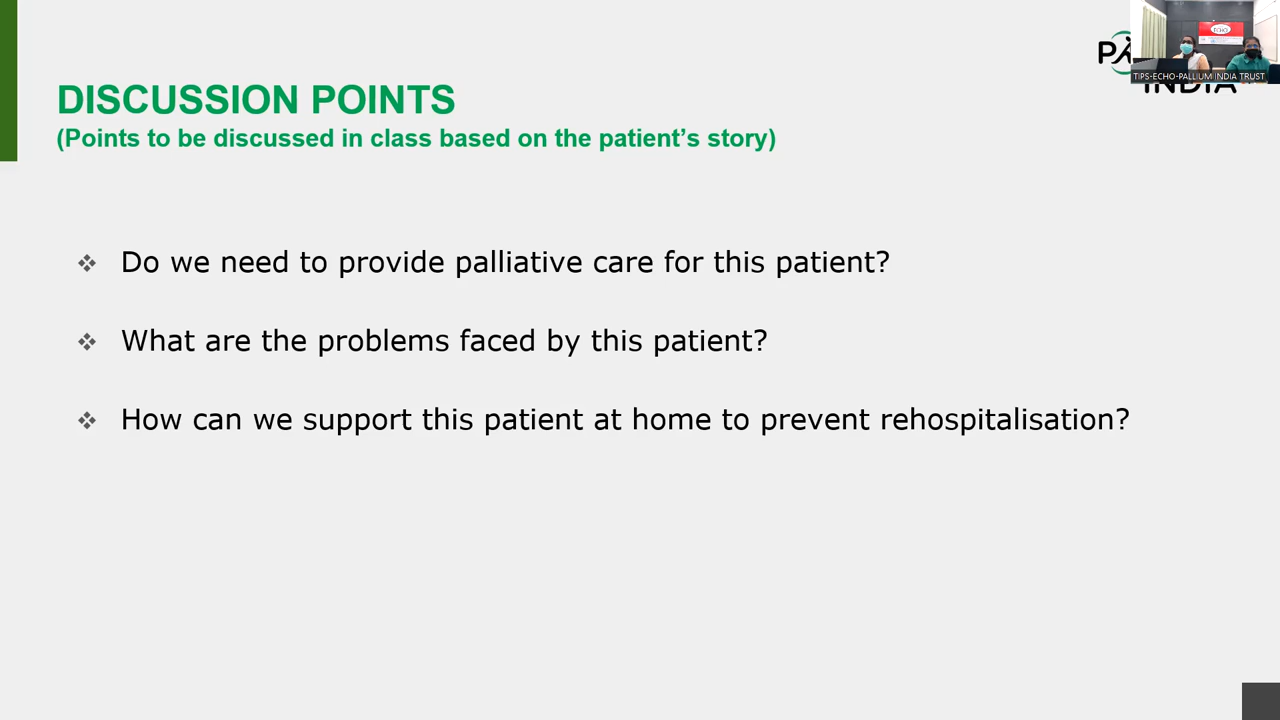 DISCUSSION POINTS
(Points to be discussed in class based on the patient's story)
Do we need to provide palliative care for this patient?
What are the problems faced by this patient?
How can we support this patient at home to prevent rehospitalisation?
ECHO
TIPS-ECHO-PALLIUM INDIA TRUST
INDIA